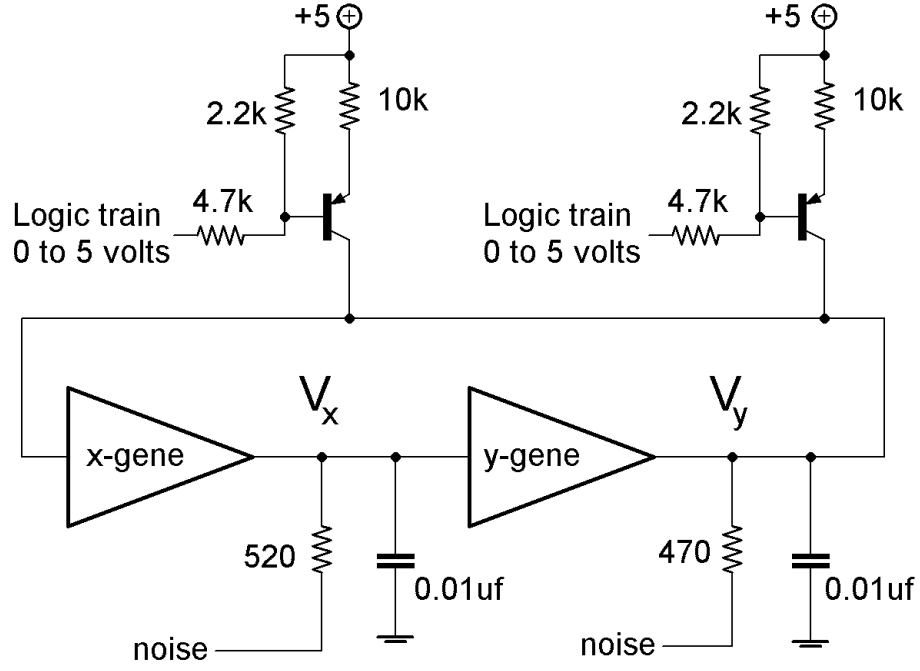 +5
+5
2.2k
10k
2.2k
10k
4.7k
4.7k
Logic train
0 to 5 volts
Logic train
0 to 5 volts
Vx
Vy
x-gene
y-gene
520
0.01uf
470
0.01uf
noise
noise